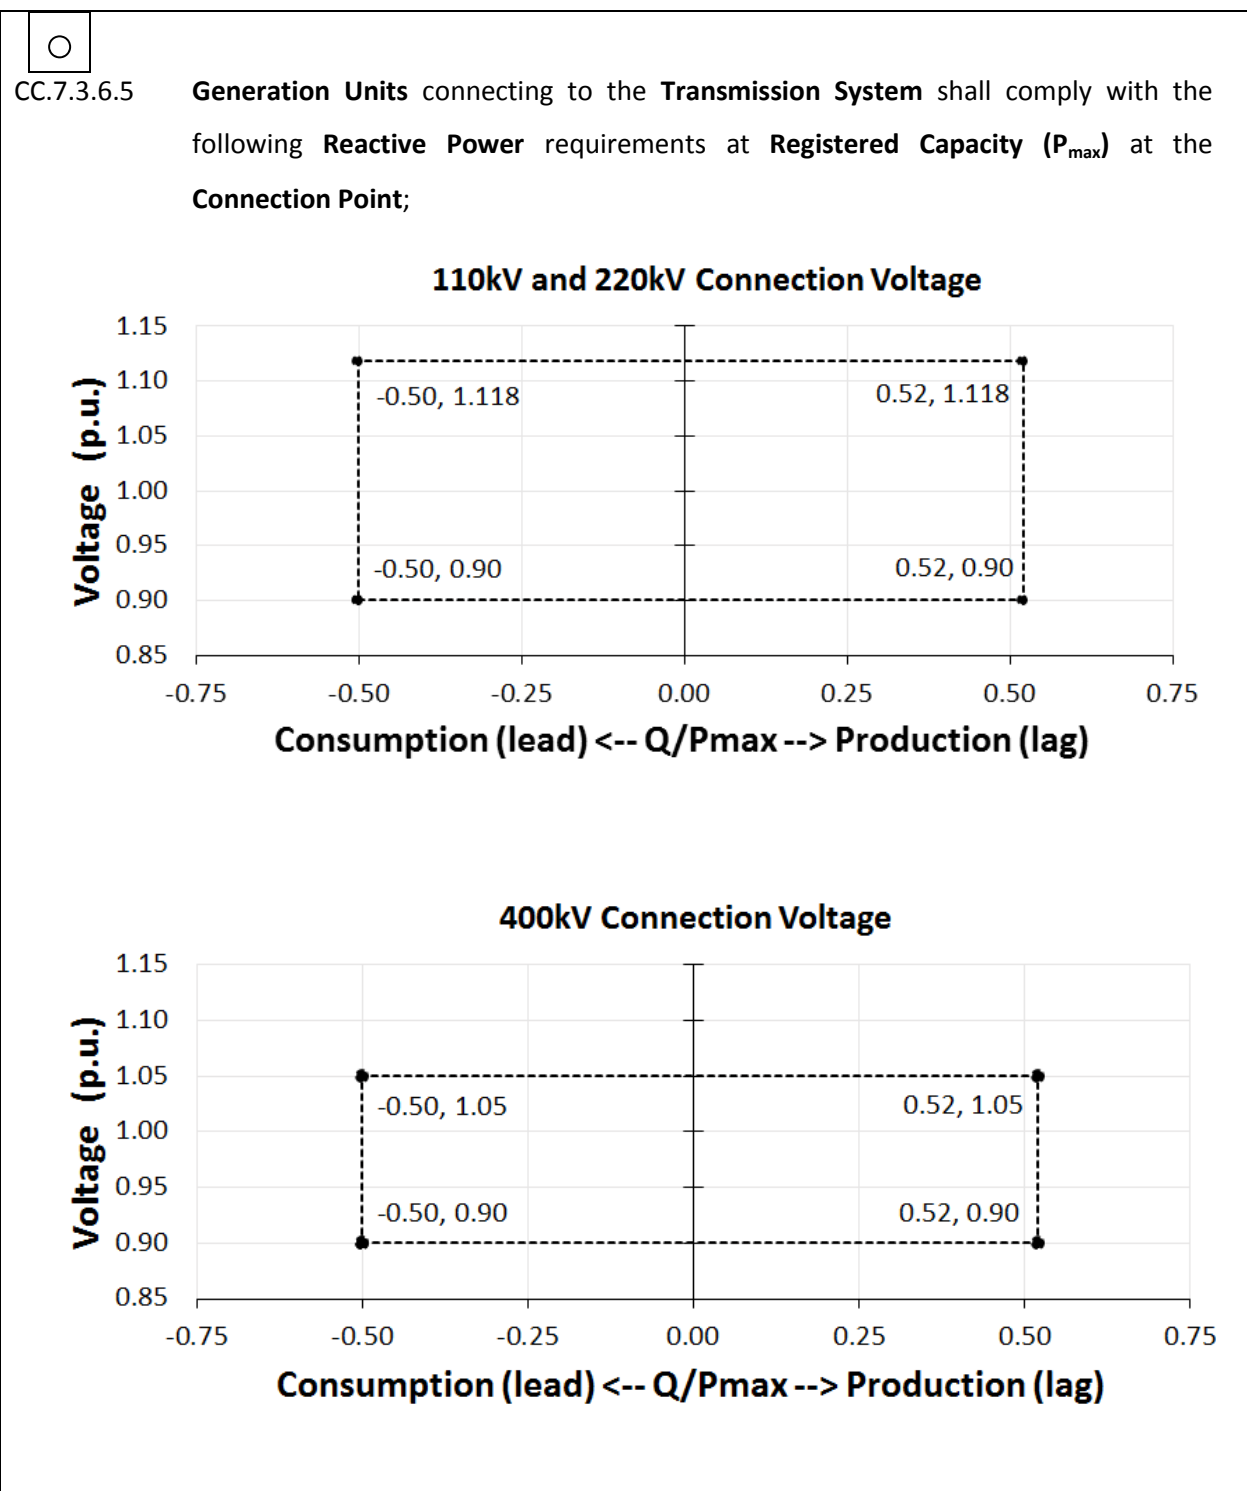 CC.7.3.6.5 Generation Units connecting to the Transmission System shall comply with the
following Reactive Power requirements at Registered Capacity (Pmax) at the
Connection Point;
110kV and 220kV Connection Voltage
Voltage (p.u.)
1.15
1.10
1.05
1.00
0.95
0.90
0.85
-0.50, 1.118
0.52, 1.118
-0.50, 0.90
0.52, 0.90
-0.75 -0.50 -0.25 0.00 0.25 0.50 0.75
Consumption (lead) <-- Q/Pmax --> Production (lag)
400kV Connection Voltage
Voltage (p.u.)
1.15
1.10
1.05
1.00
0.95
0.90
0.85
-0.50, 1.05
0.52, 1.05
-0.50, 0.90
0.52, 0.90
-0.75 -0.50 -0.25 0.00 0.25 0.50 0.75
Consumption (lead) <-- Q/Pmax --> Production (lag)